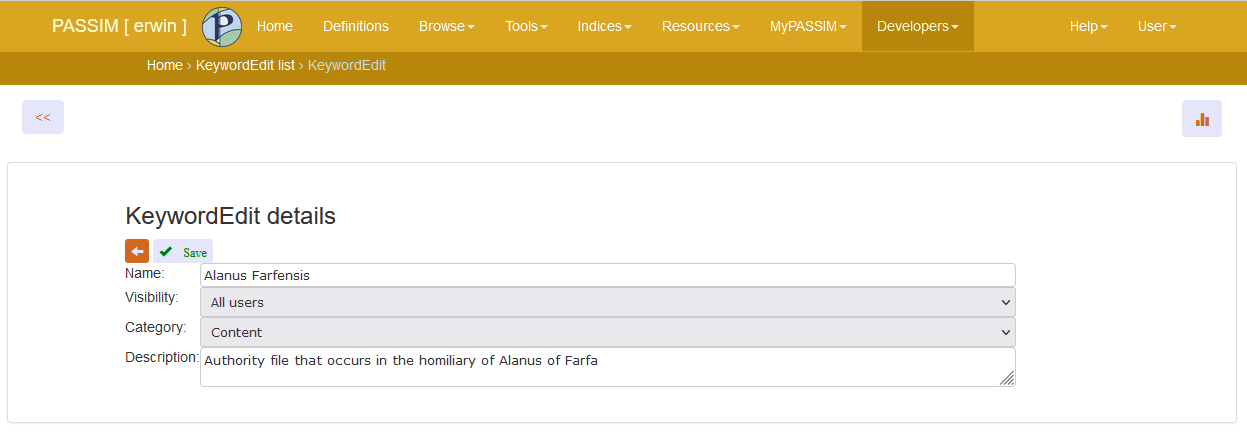 PASSIM [ erwin ] P Home Definitions Browse Tools Indices Resources MyPASSIM Developers Help User
Home › KeywordEdit list › KeywordEdit
<<
KeywordEdit details
Save
Name: Alanus Farfensis
Visibility: All users
Category: Content
Description: Authority file that occurs in the homiliary of Alanus of Farfa